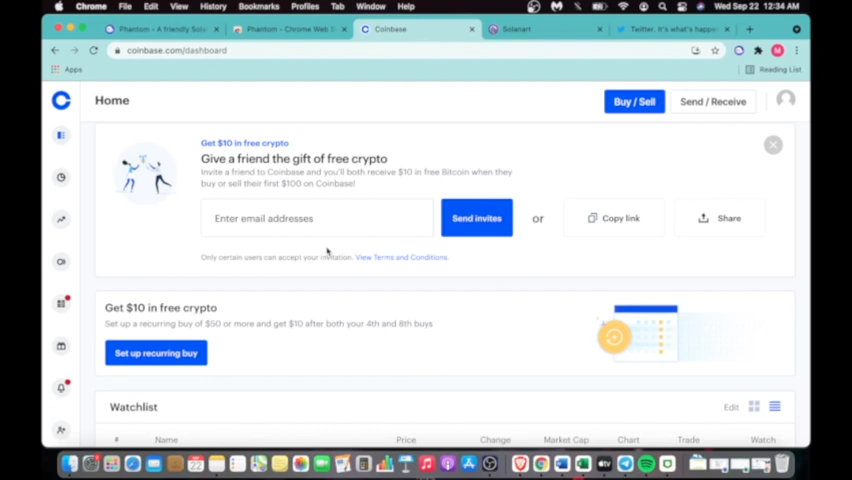 Chrome File Edit View History Bookmarks Profiles Tab Window Help
Wed Sep 22 12:34 AM
Phantom - A friendly Sol
Phantom - Chrome Web S
Coinbase
Solanart
Twitter. It's what's happe
coinbase.com/dashboard
Apps
Reading List
Home
Buy / Sell
Send / Receive
Get $10 in free crypto
Give a friend the gift of free crypto
Invite a friend to Coinbase and you'll both receive $10 in free Bitcoin when they
buy or sell their first $100 on Coinbase!
Enter email addresses
Send invites
or
Copy link
Share
Only certain users can accept your invitation. View Terms and Conditions.
Get $10 in free crypto
Set up a recurring buy of $50 or more and get $10 after both your 4th and 8th buys
Set up recurring buy
Watchlist
Edit
# Name Price Change Market Cap Chart Trade Watch